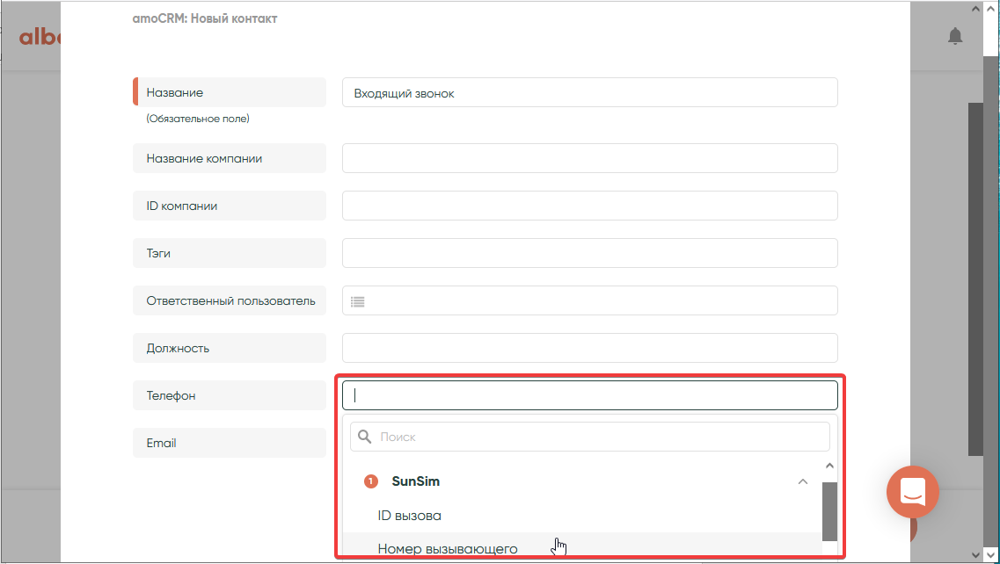 amoCRM: Новый контакт
Название
Входящий звонок
(Обязательное поле)
Название компании
ID компании
Тэги
Ответственный пользователь
Должность
Телефон
Email
Поиск
1 SunSim
ID вызова
Номер вызывающего